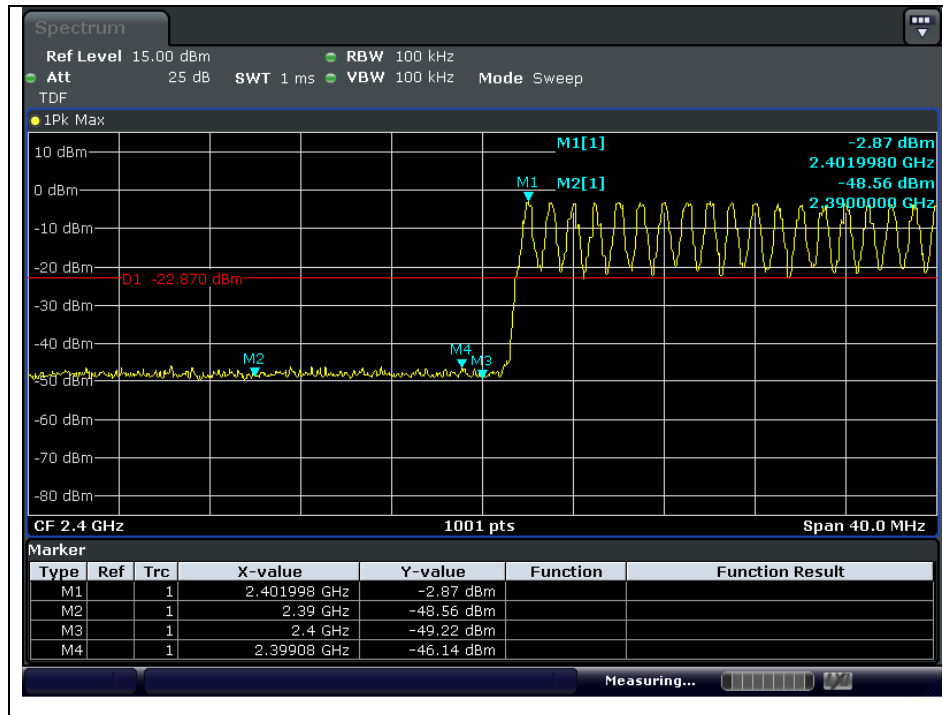 Spectrum
Ref Level 15.00 dBm RBW 100 kHz
Att 25 dB SWT 1 ms VBW 100 kHz Mode Sweep
TDF
1Pk Max
M1[1] -2.87 dBm
2.4019980 GHz
M2[1] -48.56 dBm
2.3900000 GHz
10 dBm
0 dBm
-10 dBm
-20 dBm
-30 dBm
-40 dBm
-50 dBm
-60 dBm
-70 dBm
-80 dBm
D1 -22.870 dBm
M1
M2
M4
M3
CF 2.4 GHz 1001 pts Span 40.0 MHz
Marker
Type Ref Trc X-value Y-value Function Function Result
M1 1 2.401998 GHz -2.87 dBm
M2 1 2.39 GHz -48.56 dBm
M3 1 2.4 GHz -49.22 dBm
M4 1 2.39908 GHz -46.14 dBm
Measuring...